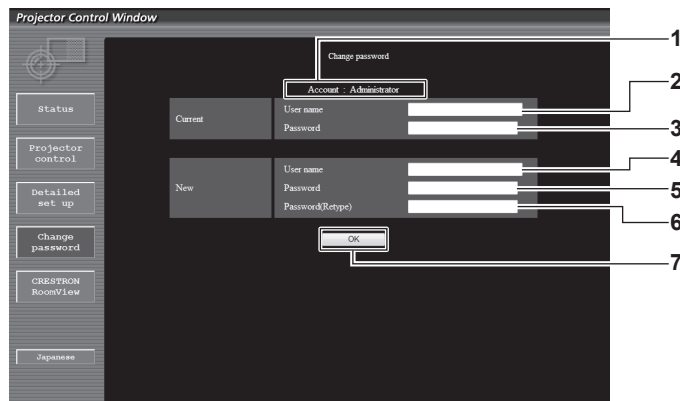 Projector Control Window
Change password
1
Account : Administrator
2
Status
Current
User name
Password
3
Projector
control
4
User name
Detailed
set up
New
Password
5
Password(Retype)
6
Change
password
OK
7
CRESTRON
RoomView
Japanese